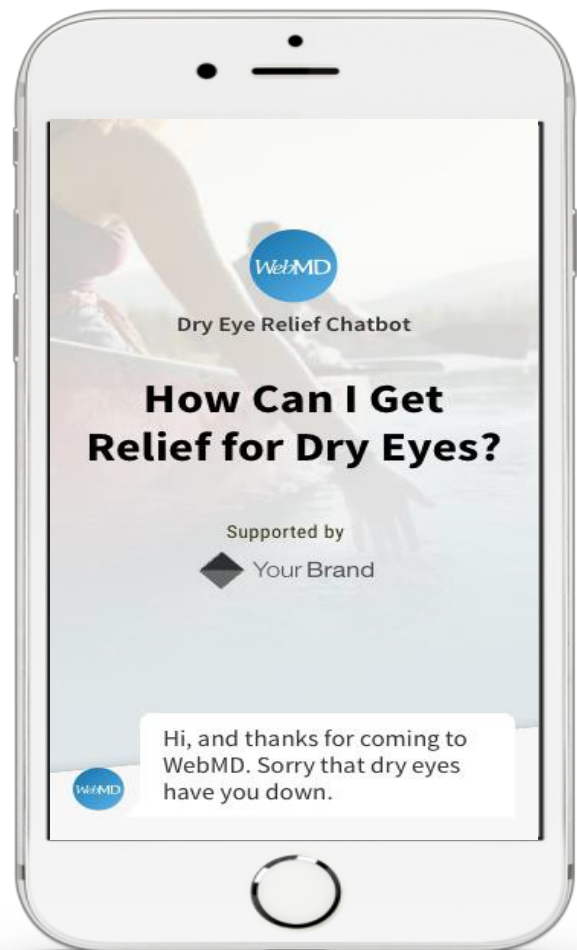 WebMD
Dry Eye Relief Chatbot
How Can I Get
Relief for Dry Eyes?
Supported by
Your Brand
Hi, and thanks for coming to
WebMD. Sorry that dry eyes
have you down.
WebMD